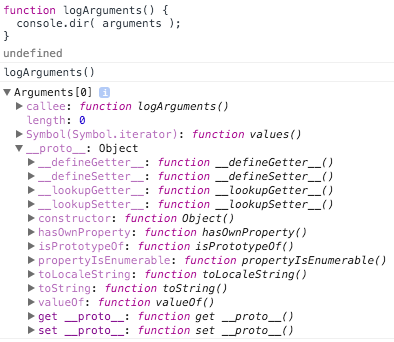 function logArguments() {
  console.dir( arguments );
}
undefined
logArguments()
▼Arguments[0] i
▶callee: function logArguments()
length: 0
▶Symbol(Symbol.iterator): function values()
▼__proto__: Object
▶__defineGetter__: function __defineGetter__()
▶__defineSetter__: function __defineSetter__()
▶__lookupGetter__: function __lookupGetter__()
▶__lookupSetter__: function __lookupSetter__()
▶constructor: function Object()
▶hasOwnProperty: function hasOwnProperty()
▶isPrototypeOf: function isPrototypeOf()
▶propertyIsEnumerable: function propertyIsEnumerable()
▶toLocaleString: function toLocaleString()
▶toString: function toString()
▶valueOf: function valueOf()
▶get __proto__: function get __proto__()
▶set __proto__: function set __proto__()